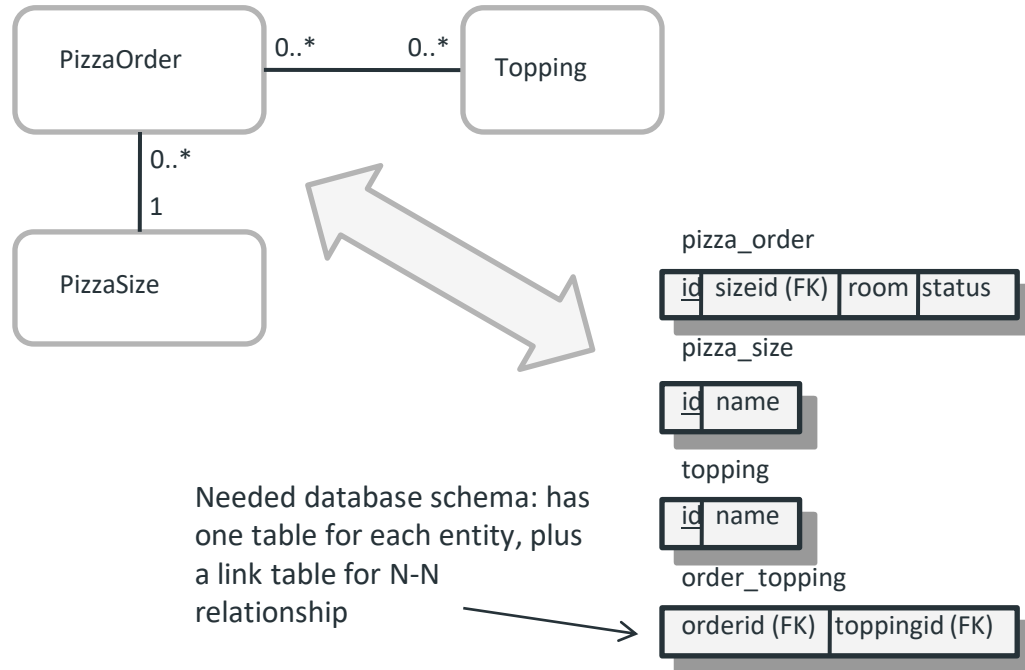 PizzaOrder
0..*
0..*
Topping
0..*
1
PizzaSize
pizza_order
id sizeid (FK) room status
pizza_size
id name
topping
id name
order_topping
orderid (FK) toppingid (FK)
Needed database schema: has
one table for each entity, plus
a link table for N-N
relationship